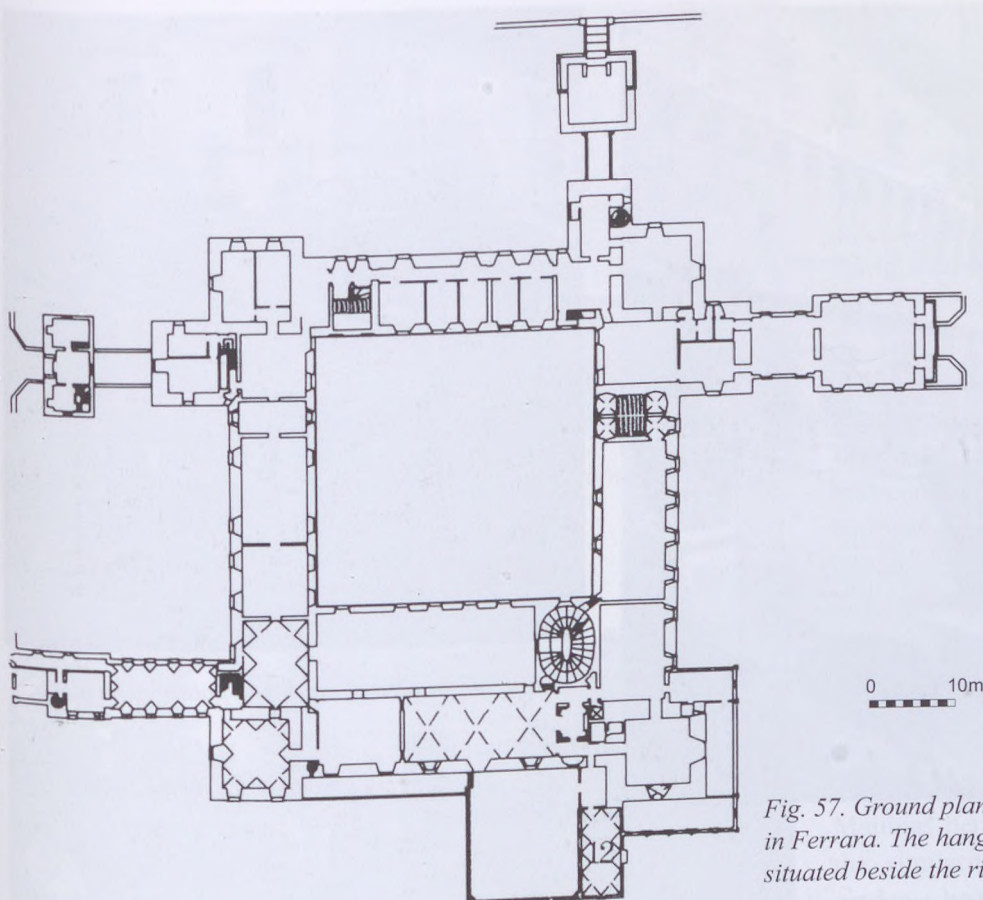 0 10m
Fig. 57. Ground plan
in Ferrara. The hang
situated beside the ri
12